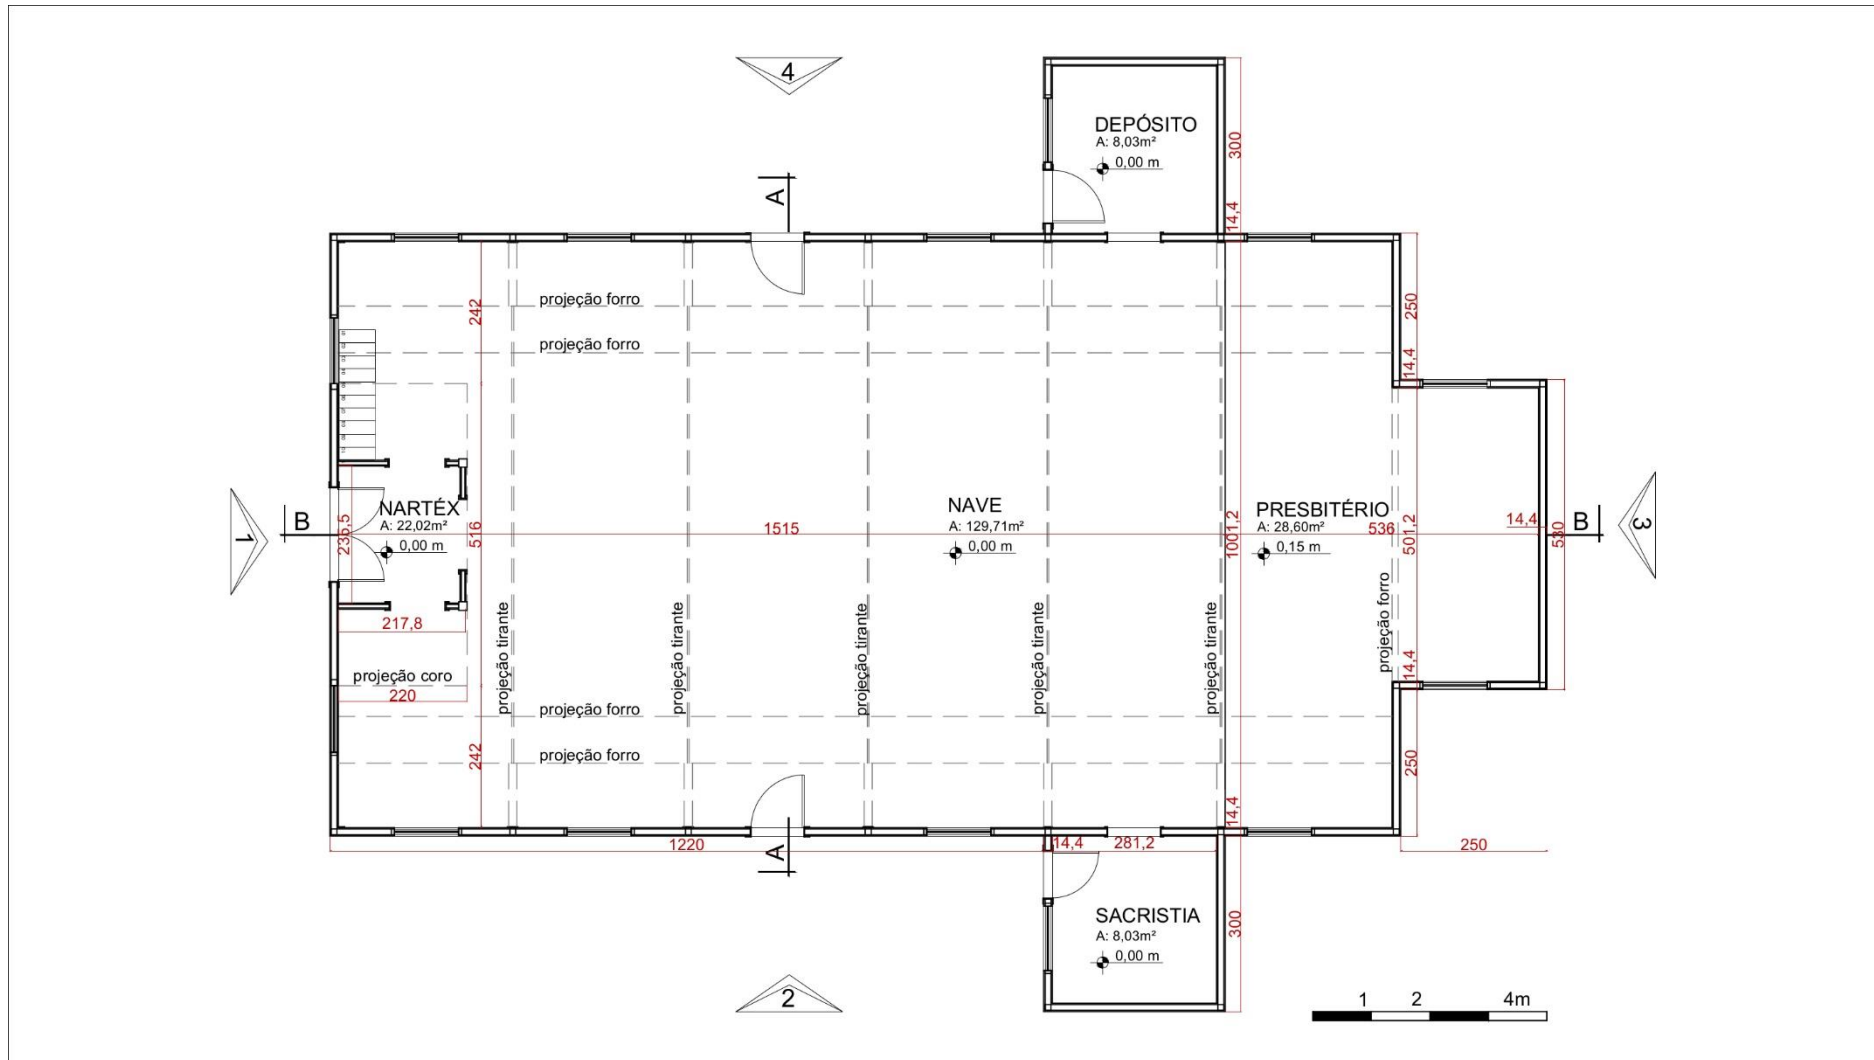 4
DEPÓSITO
A: 8,03m²
0,00 m
300
14,4
A
projeção forro
projeção forro
242
250
14,4
NARTÉX
A: 22,02m²
0,00 m
235,5
516
B
1
1515
NAVE
A: 129,71m²
0,00 m
1001,2
PRESBITÉRIO
A: 28,60m²
0,15 m
536
501,2
14,4
530
B
3
217,8
projeção coro
220
projeção tirante
projeção tirante
projeção tirante
projeção tirante
projeção tirante
projeção forro
14,4
projeção forro
projeção forro
242
250
14,4
1220
A
14,4
281,2
250
SACRISTIA
A: 8,03m²
0,00 m
300
2
1 2 4m